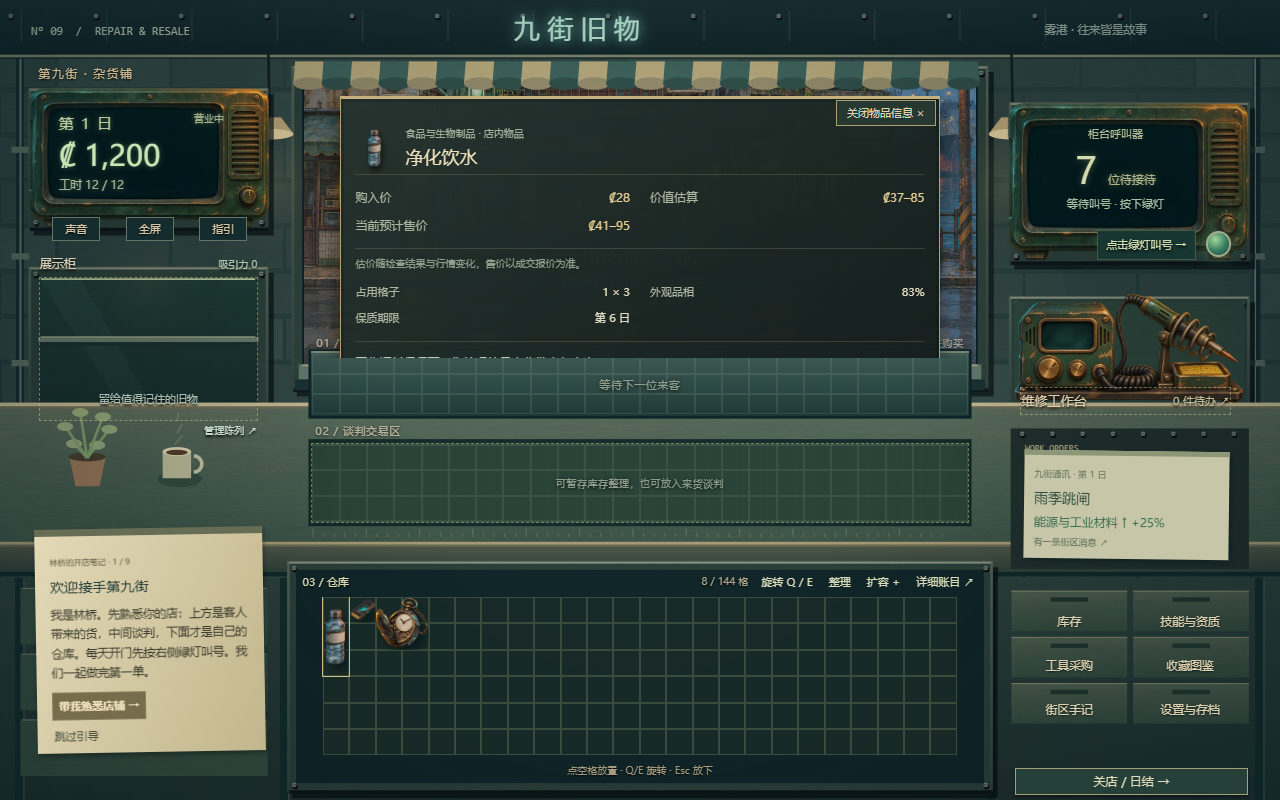 Nº 09 / REPAIR & RESALE
九街旧物
雾港·往来皆是故事
第九街·杂货铺
第 1 日
营业中
₡ 1,200
工时 12 / 12
声音
全屏
指引
展示柜
吸引力 0
留给值得记住的旧物
管理陈列 ↗
关闭物品信息 ×
食品与生物制品·店内物品
净化饮水
购入价
₡28
价值估算
₡37–85
当前预计售价
₡41–95
估价随检查结果与行情变化，售价以成交报价为准。
占用格子
1 × 3
外观品相
83%
保质期限
第 6 日
01 /
购买
等待下一位来客
02 / 谈判交易区
可暂存库存整理，也可放入来货谈判
柜台呼叫器
7 位待接待
等待叫号·按下绿灯
点击绿灯叫号 →
维修工作台
0 件待办 ↗
WORK ORDERS
九街通讯·第 1 日
雨季跳闸
能源与工业材料 ↑ +25%
有一条街区消息 ↗
林桥的开店笔记·1 / 9
欢迎接手第九街
我是林桥。先熟悉你的店：上方是客人
带来的货，中间谈判，下面才是自己的
仓库。每天开门先按右侧绿灯叫号。我
们一起做完第一单。
带我熟悉店铺 →
跳过引导
03 / 仓库
8 / 144 格
旋转 Q / E
整理
扩容 +
详细账目 ↗
点空格放置·Q/E 旋转·Esc 放下
库存
技能与资质
工具采购
收藏图鉴
街区手记
设置与存档
关店 / 日结 →